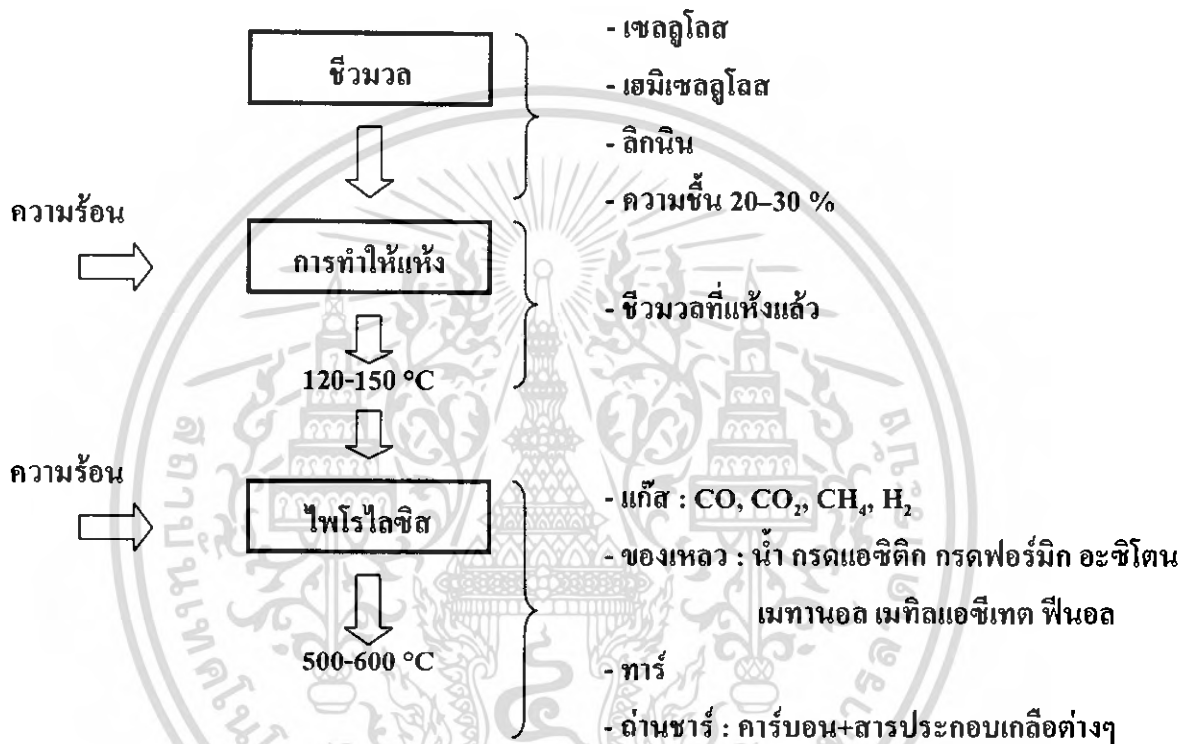 - เซลลูโลส
ชีวมวล
- เฮมิเซลลูโลส
- ลิกนิน
- ความชื้น 20–30 %
ความร้อน
การทำให้แห้ง
- ชีวมวลที่แห้งแล้ว
120-150 °C
ความร้อน
ไพโรไลซิส
- แก๊ส : CO, CO₂, CH₄, H₂
- ของเหลว : น้ำ กรดแอซิติก กรดฟอร์มิก อะซิโตน
เมทานอล เมทิลแอซีเทต ฟีนอล
500-600 °C
- ทาร์
- ถ่านชาร์ : คาร์บอน+สารประกอบเกลือต่างๆ